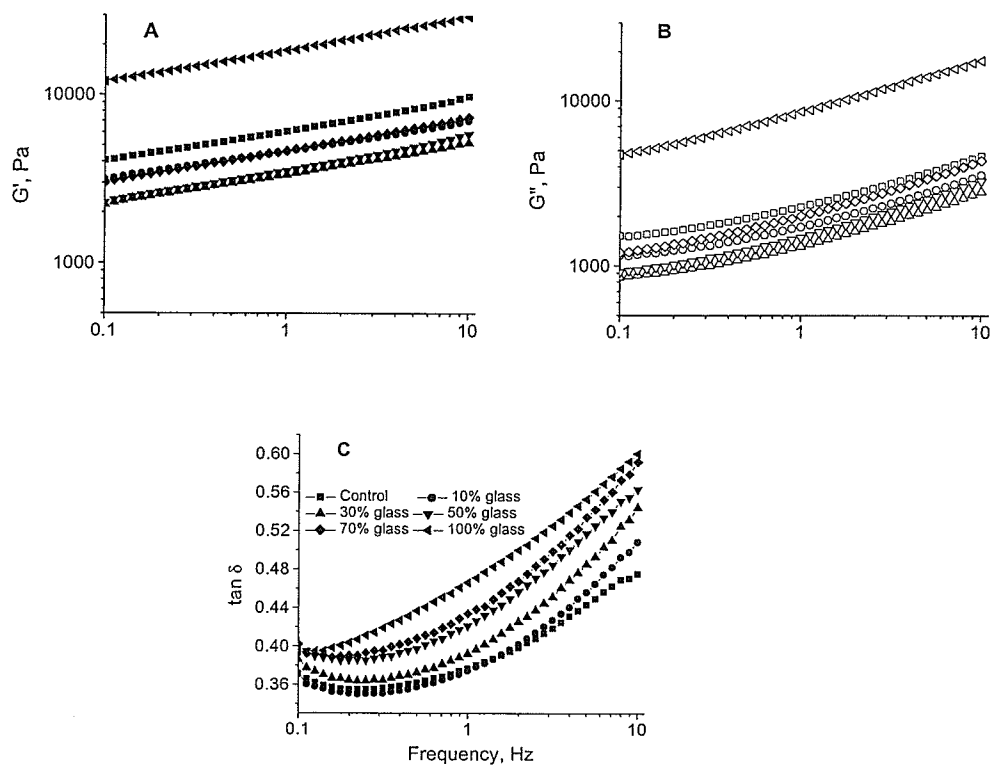 A
G', Pa
10000
1000
0.1 1 10
B
G'', Pa
10000
1000
0.1 1 10
C
tan δ
0.60
0.56
0.52
0.48
0.44
0.40
0.36
Control 10% glass
30% glass 50% glass
70% glass 100% glass
0.1 1 10
Frequency, Hz